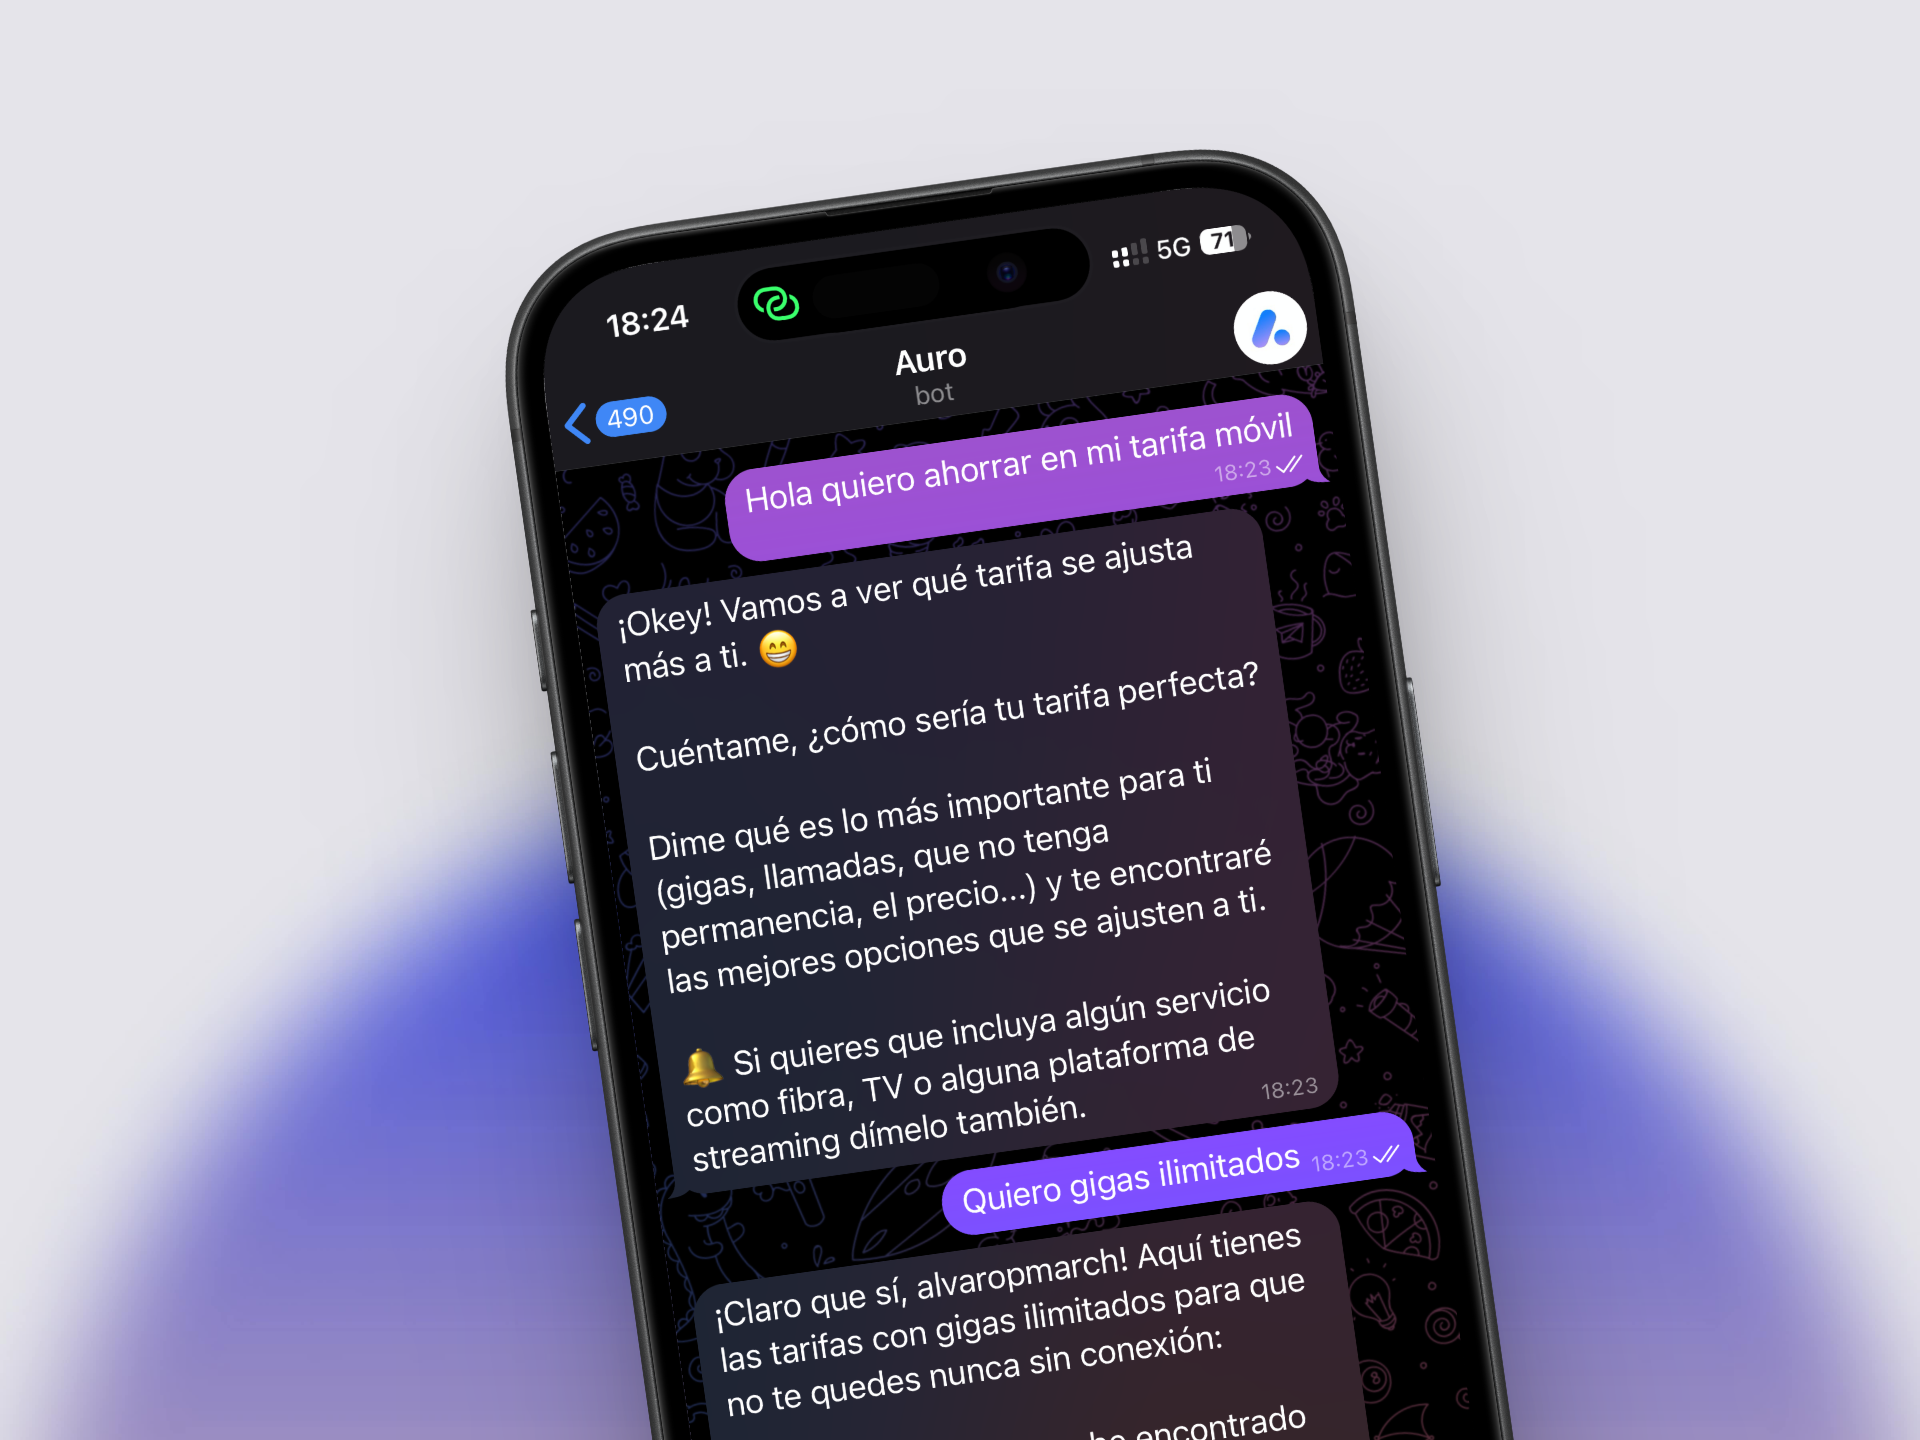 18:24
5G 71
Auro
bot
490
Hola quiero ahorrar en mi tarifa móvil
18:23
¡Okey! Vamos a ver qué tarifa se ajusta
más a ti. 😁
Cuéntame, ¿cómo sería tu tarifa perfecta?
Dime qué es lo más importante para ti
(gigas, llamadas, que no tenga
permanencia, el precio...) y te encontraré
las mejores opciones que se ajusten a ti.
🔔 Si quieres que incluya algún servicio
como fibra, TV o alguna plataforma de
streaming dímelo también.
18:23
Quiero gigas ilimitados 18:23
¡Claro que sí, alvaropmarch! Aquí tienes
las tarifas con gigas ilimitados para que
no te quedes nunca sin conexión:
encontrado